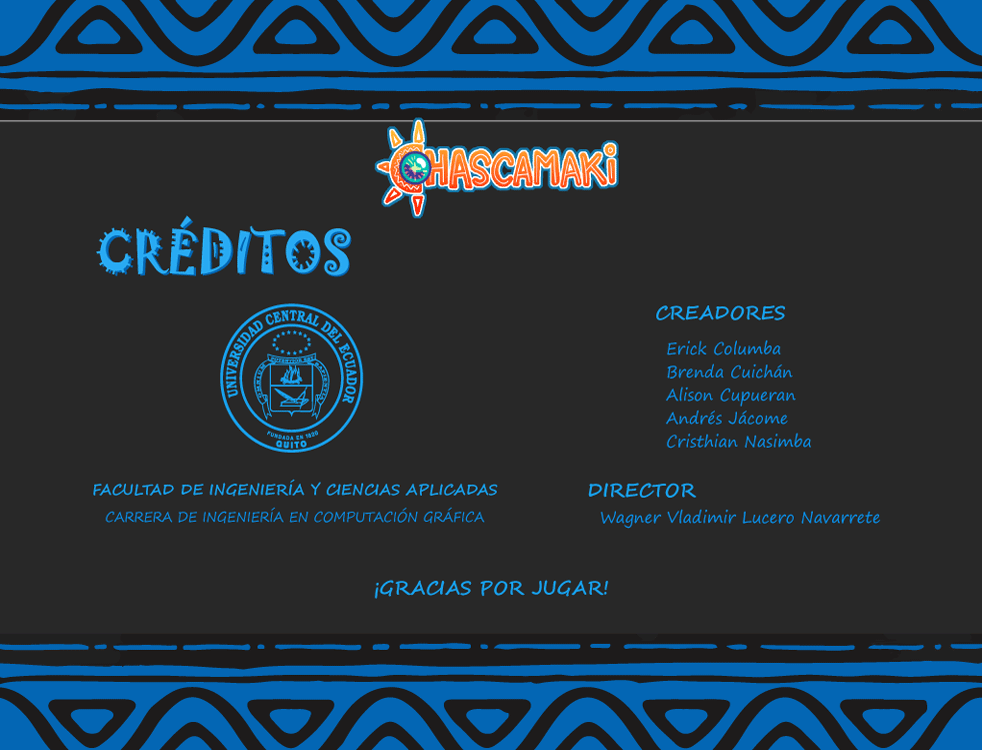 CHASCAMAKI
CRÉDITOS
UNIVERSIDAD CENTRAL DEL ECUADOR
FUNDADA EN 1620
QUITO
FACULTAD DE INGENIERÍA Y CIENCIAS APLICADAS
CARRERA DE INGENIERÍA EN COMPUTACIÓN GRÁFICA
CREADORES
Erick Columba
Brenda Cuichán
Alison Cupueran
Andrés Jácome
Cristhian Nasimba
DIRECTOR
Wagner Vladimir Lucero Navarrete
¡GRACIAS POR JUGAR!